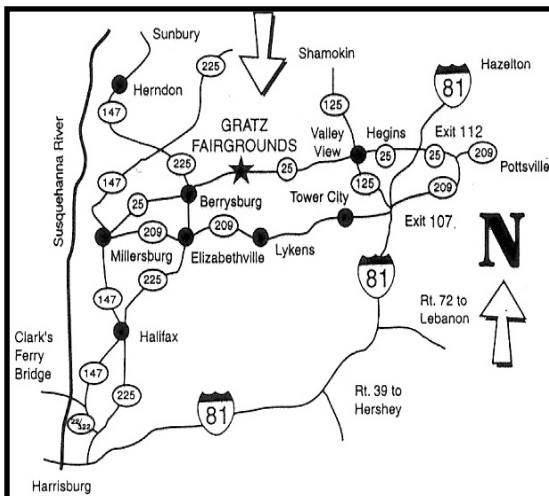 Sunbury
225
Shamokin
Hazelton
81
Herndon
147
125
GRATZ
FAIRGROUNDS
Valley
View
Hegins
Exit 112
225
25
25
25
209
Pottsville
147
125
209
Susquehanna River
25
Berrysburg
Tower City
Exit 107
209
209
Millersburg
Elizabethville
Lykens
N
81
147
225
Rt. 72 to
Lebanon
Halifax
Clark's
Ferry
Bridge
147
225
Rt. 39 to
Hershey
81
22/322
Harrisburg